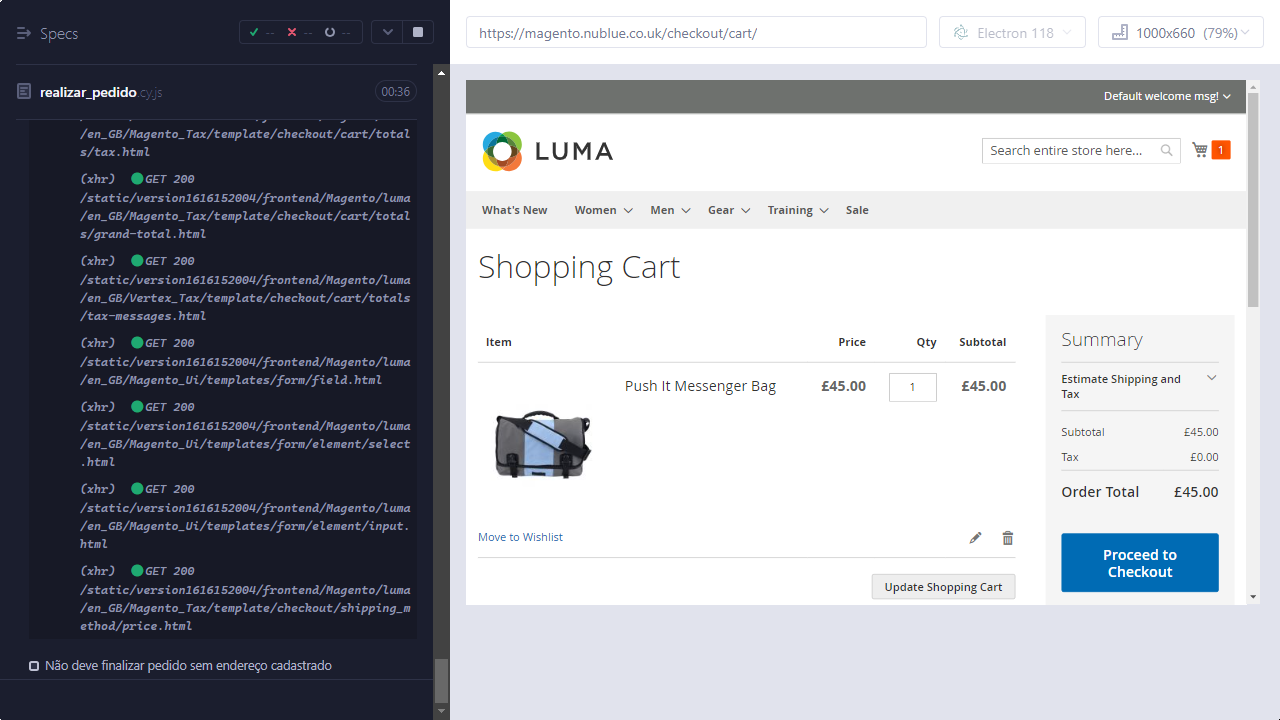 Specs
-- -- --
https://magento.nublue.co.uk/checkout/cart/
Electron 118
1000x660 (79%)
realizar_pedido.cy.js
00:36
/en_GB/Magento_Tax/template/checkout/cart/total
s/tax.html
(xhr) GET 200
/static/version1616152004/frontend/Magento/luma
/en_GB/Magento_Tax/template/checkout/cart/total
s/grand-total.html
(xhr) GET 200
/static/version1616152004/frontend/Magento/luma
/en_GB/Vertex_Tax/template/checkout/cart/totals
/tax-messages.html
(xhr) GET 200
/static/version1616152004/frontend/Magento/luma
/en_GB/Magento_Ui/templates/form/field.html
(xhr) GET 200
/static/version1616152004/frontend/Magento/luma
/en_GB/Magento_Ui/templates/form/element/select
.html
(xhr) GET 200
/static/version1616152004/frontend/Magento/luma
/en_GB/Magento_Ui/templates/form/element/input.
html
(xhr) GET 200
/static/version1616152004/frontend/Magento/luma
/en_GB/Magento_Tax/template/checkout/shipping_m
ethod/price.html
Não deve finalizar pedido sem endereço cadastrado
Default welcome msg!
LUMA
Search entire store here...
1
What's New Women Men Gear Training Sale
Shopping Cart
Item Price Qty Subtotal
Push It Messenger Bag £45.00 1 £45.00
Move to Wishlist
Update Shopping Cart
Summary
Estimate Shipping and
Tax
Subtotal £45.00
Tax £0.00
Order Total £45.00
Proceed to
Checkout